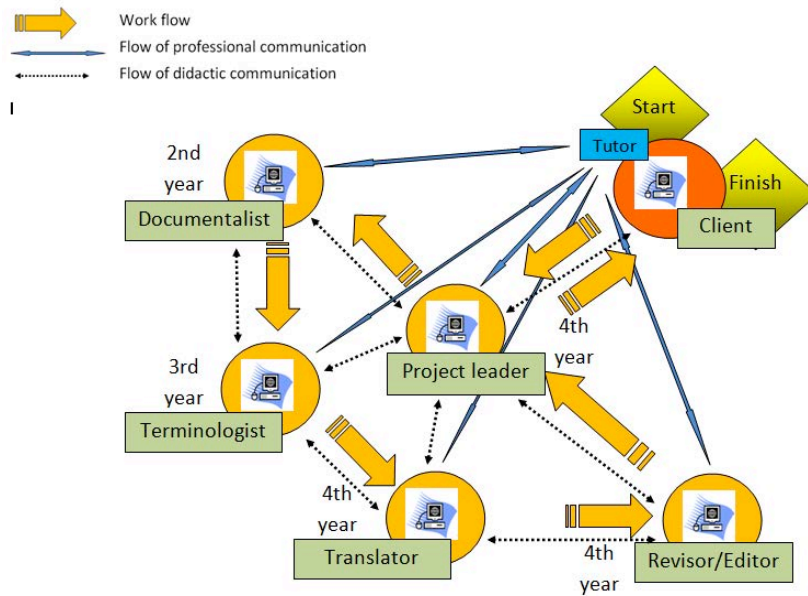 Work flow
Flow of professional communication
Flow of didactic communication
I
Start
Tutor
2nd
year
Finish
Documentalist
Client
4th
year
3rd
year
Project leader
Terminologist
4th
year
Translator
4th
year
Revisor/Editor